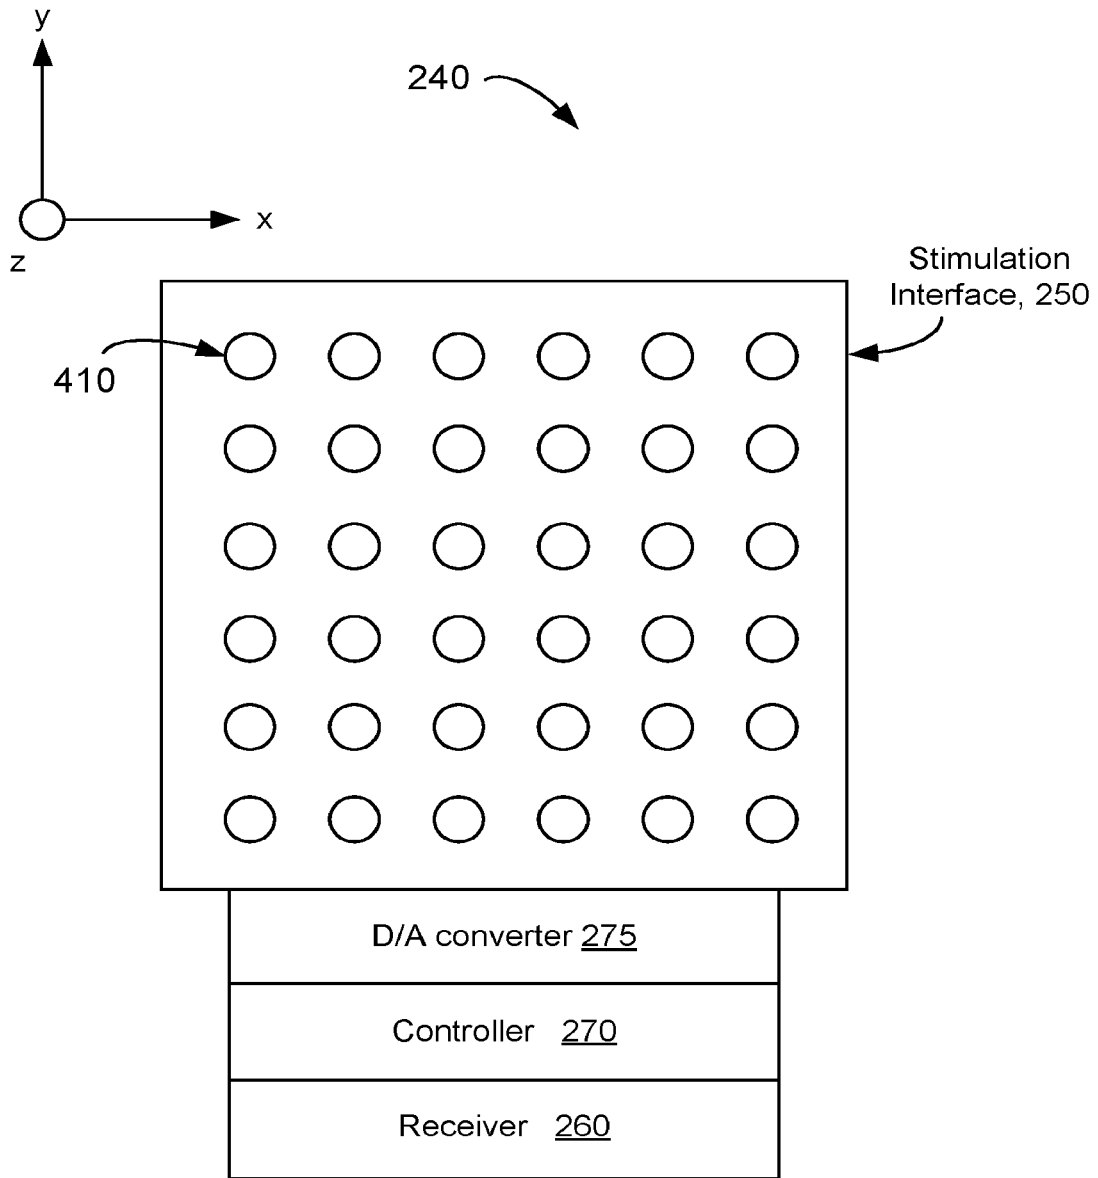 y
240
x
z
Stimulation
Interface, 250
410
D/A converter 275
Controller 270
Receiver 260